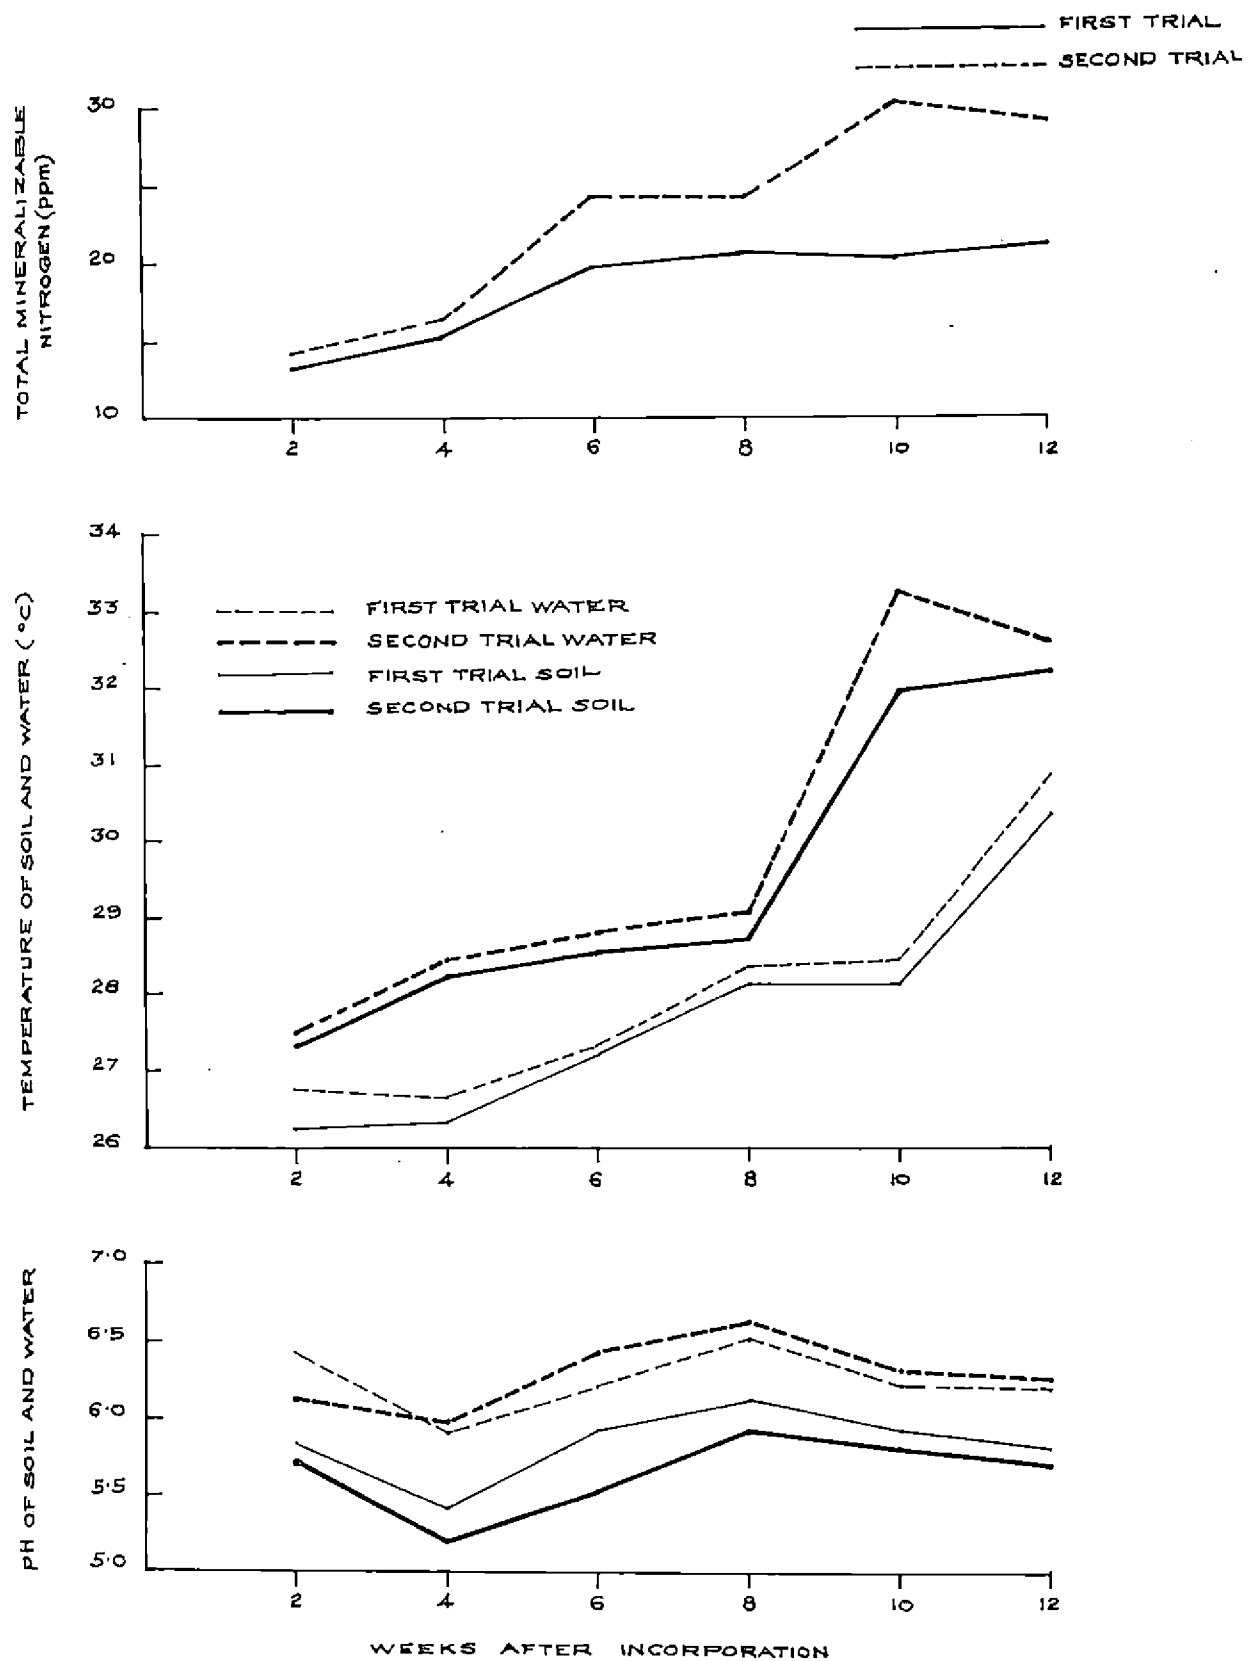 FIRST TRIAL
SECOND TRIAL
TOTAL MINERALIZABLE
NITROGEN (ppm)
30
20
10
2 4 6 8 10 12
TEMPERATURE OF SOIL AND WATER (°C)
34
33
32
31
30
29
28
27
26
FIRST TRIAL WATER
SECOND TRIAL WATER
FIRST TRIAL SOIL
SECOND TRIAL SOIL
2 4 6 8 10 12
pH OF SOIL AND WATER
7·0
6·5
6·0
5·5
5·0
2 4 6 8 10 12
WEEKS AFTER INCORPORATION